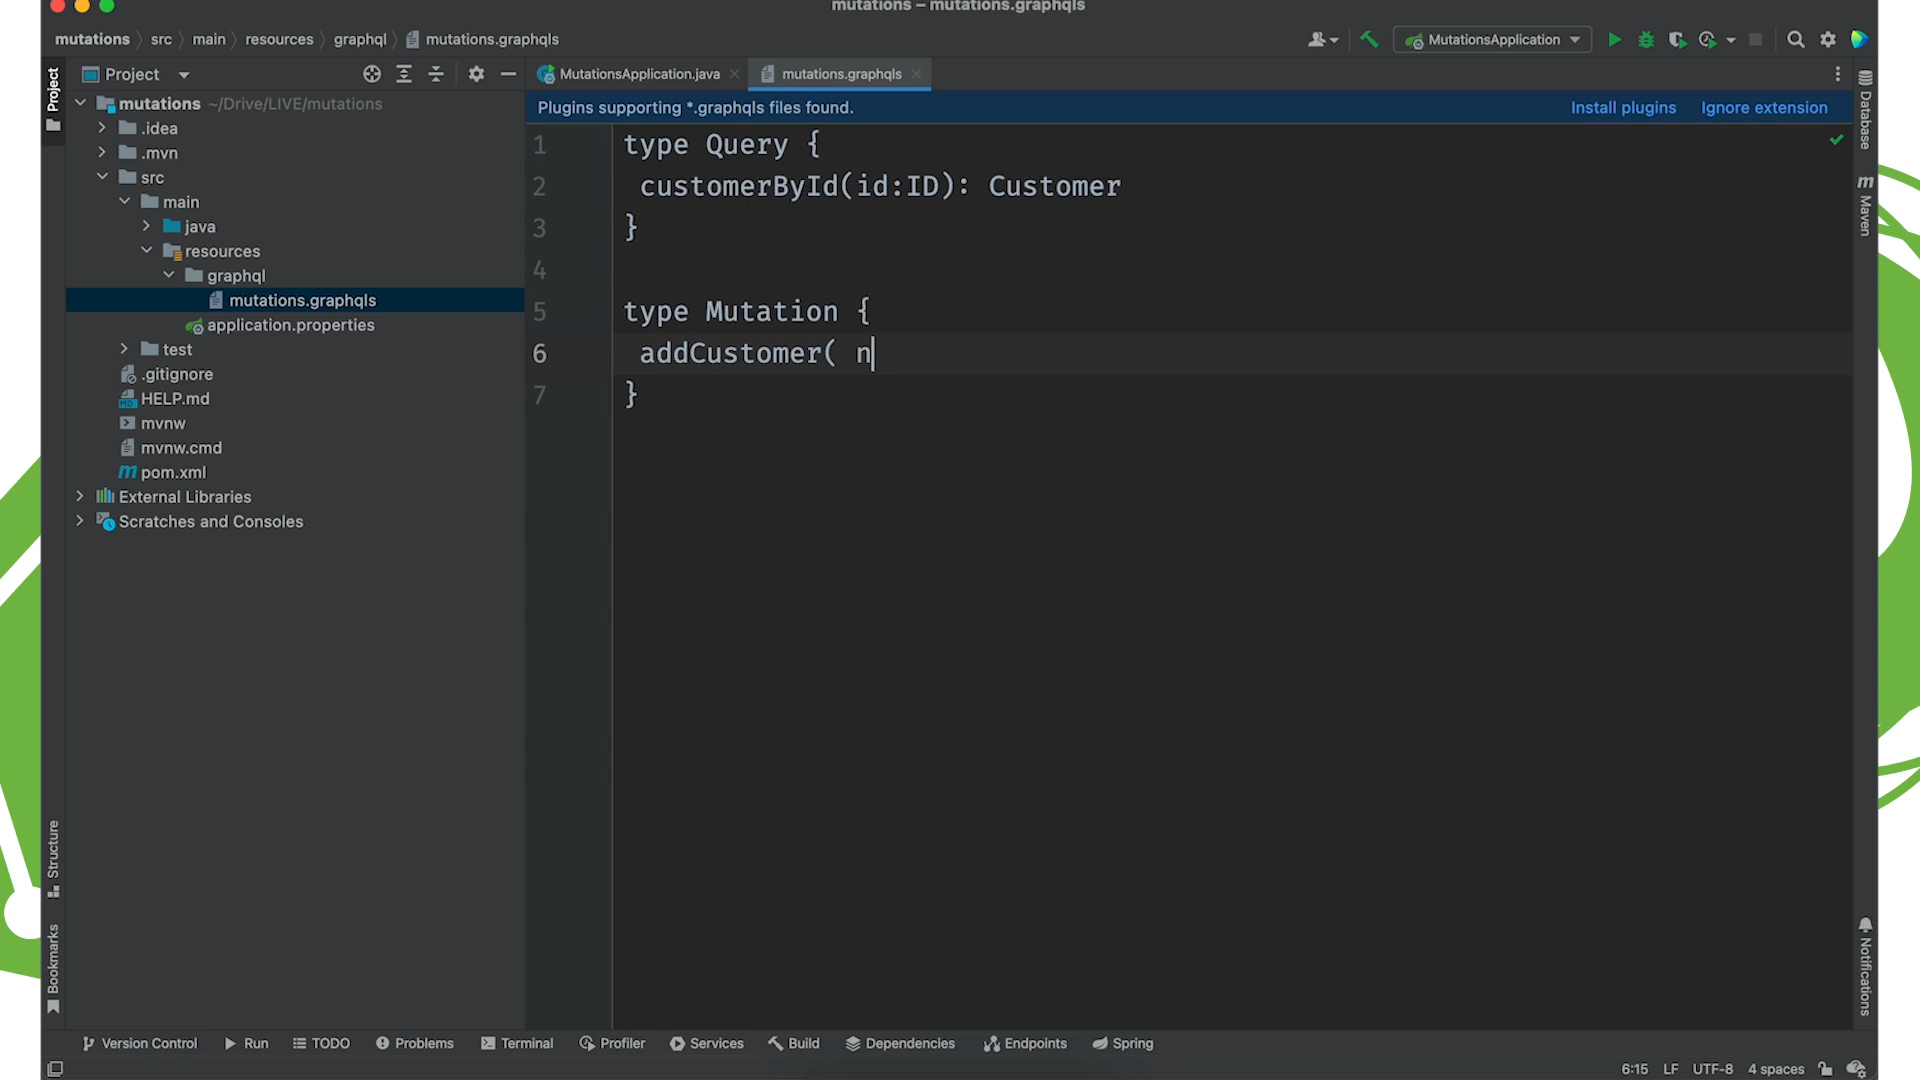 mutations – mutations.graphqls
mutations src main resources graphql mutations.graphqls
MutationsApplication
Project
MutationsApplication.java
mutations.graphqls
Plugins supporting *.graphqls files found.
Install plugins
Ignore extension
Project
mutations ~/Drive/LIVE/mutations
.idea
.mvn
src
main
java
resources
graphql
mutations.graphqls
application.properties
test
.gitignore
HELP.md
mvnw
mvnw.cmd
pom.xml
External Libraries
Scratches and Consoles
1 type Query {
2 customerById(id:ID): Customer
3 }
4
5 type Mutation {
6 addCustomer( n
7 }
Database
Maven
Notifications
Structure
Bookmarks
Version Control Run TODO Problems Terminal Profiler Services Build Dependencies Endpoints Spring
6:15 LF UTF-8 4 spaces